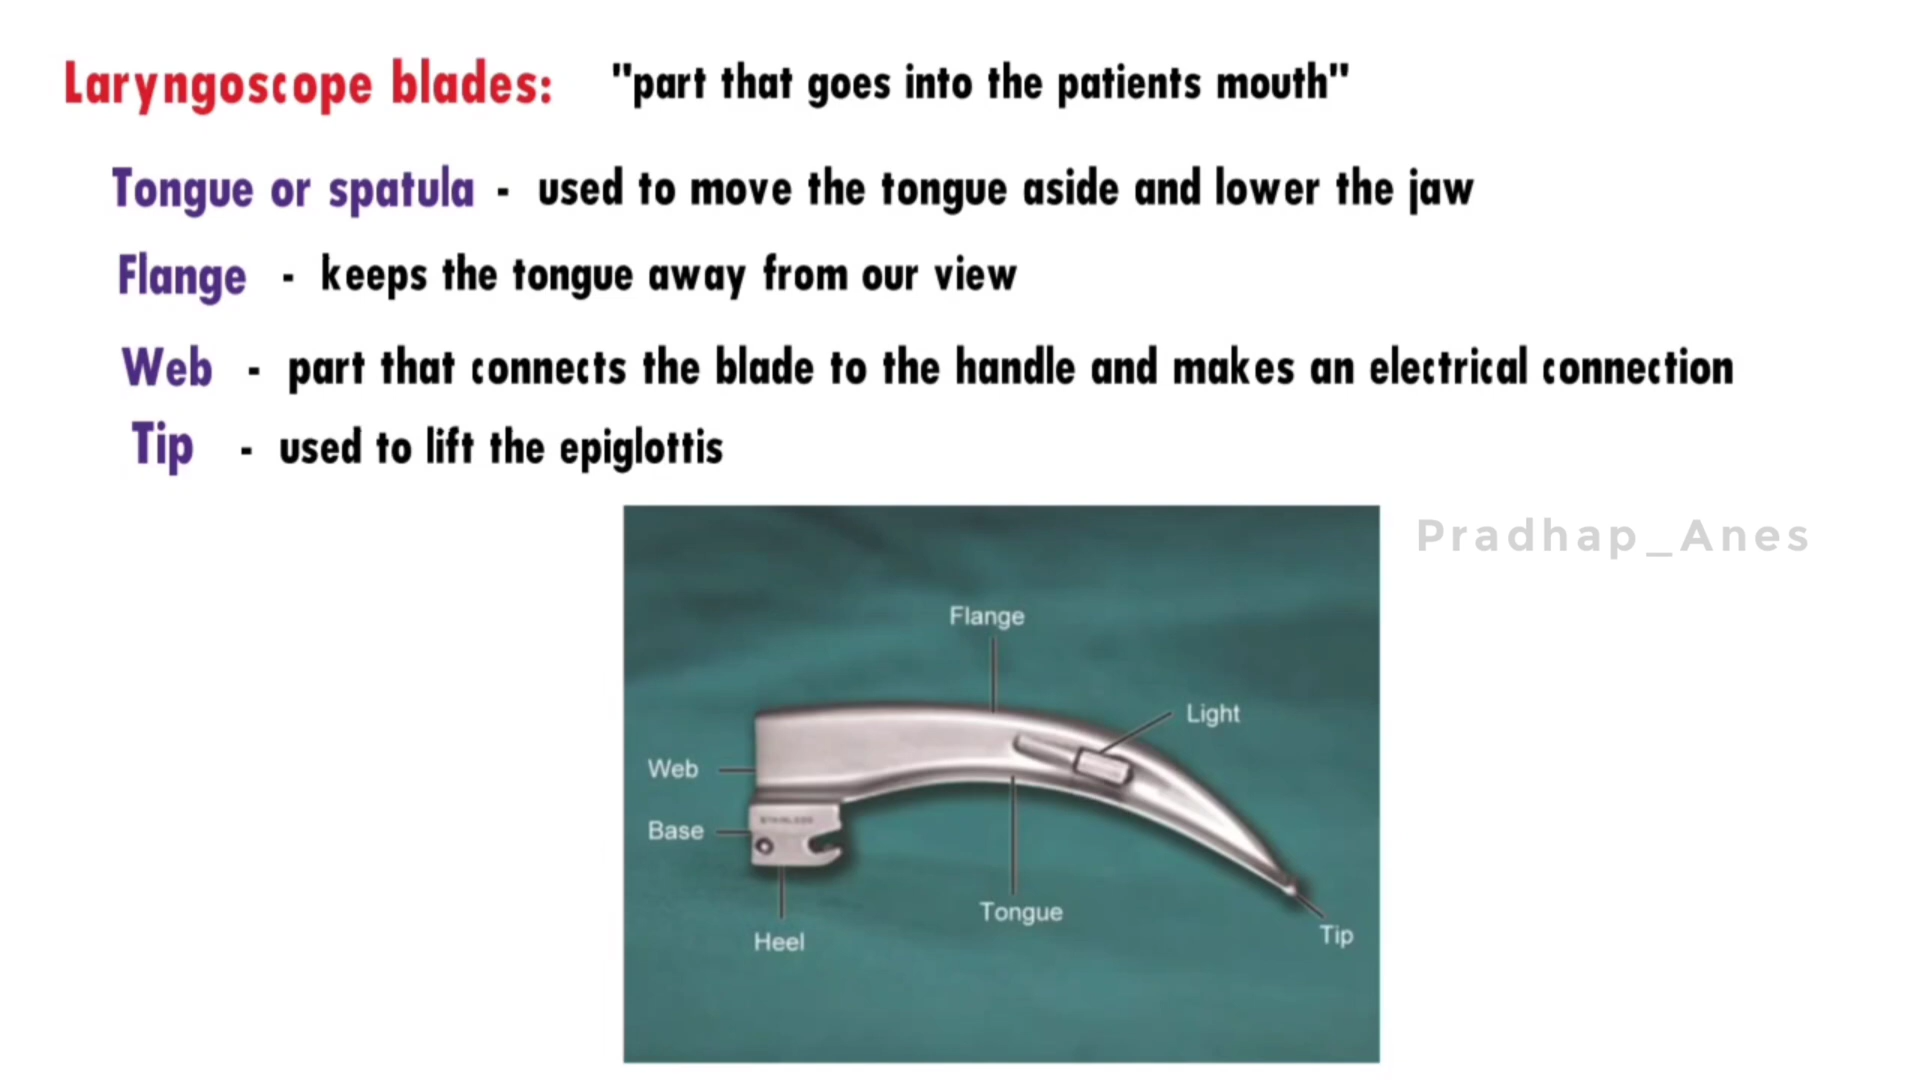 Laryngoscope blades: "part that goes into the patients mouth"
Tongue or spatula - used to move the tongue aside and lower the jaw
Flange - keeps the tongue away from our view
Web - part that connects the blade to the handle and makes an electrical connection
Tip - used to lift the epiglottis
Pradhap_Anes
Flange
Light
Web
STAINLESS
Base
Tongue
Tip
Heel